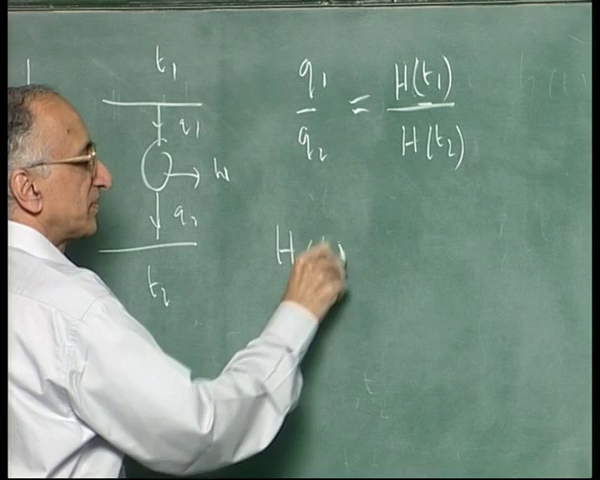 t₁
q₁
W
q₂
t₂
q₁/q₂ = H(t₁)/H(t₂)
H(